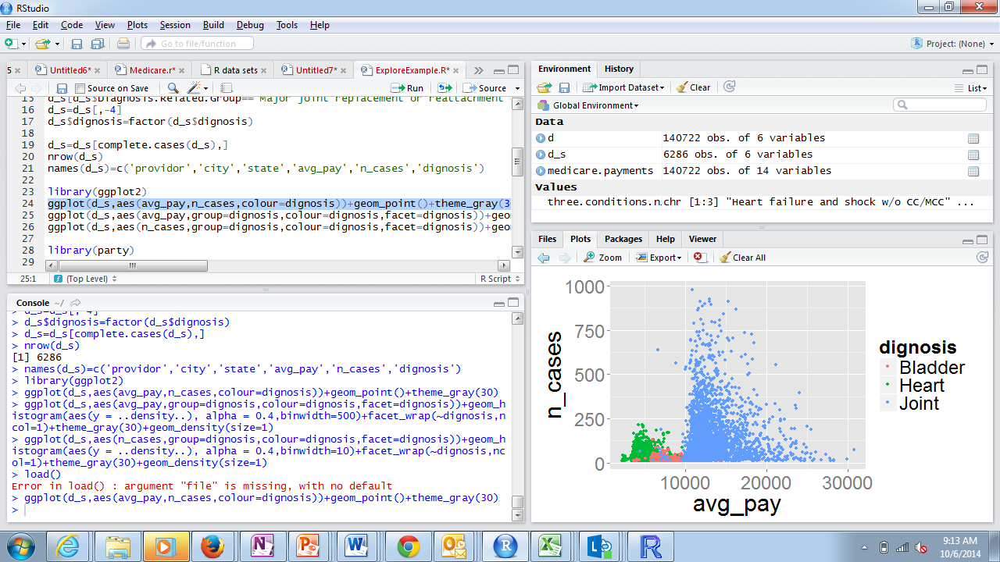 RStudio
File Edit Code View Plots Session Build Debug Tools Help
Go to file/function
Project: (None)
5 Untitled6* Medicare.r* R data sets Untitled7* ExploreExample.R*
Source on Save Run Source
15 d_s[d_s$Diagnosis.Related.Group=='Major joint replacement or reattachment
16 d_s=d_s[,-4]
17 d_s$dignosis=factor(d_s$dignosis)
18
19 d_s=d_s[complete.cases(d_s),]
20 nrow(d_s)
21 names(d_s)=c('providor','city','state','avg_pay','n_cases','dignosis')
22
23 library(ggplot2)
24 ggplot(d_s,aes(avg_pay,n_cases,colour=dignosis))+geom_point()+theme_gray(3
25 ggplot(d_s,aes(avg_pay,group=dignosis,colour=dignosis,facet=dignosis))+geo
26 ggplot(d_s,aes(n_cases,group=dignosis,colour=dignosis,facet=dignosis))+geo
27
28 library(party)
29
25:1 (Top Level) R Script
Console ~/
> d_s=d_s[,-4]
> d_s$dignosis=factor(d_s$dignosis)
> d_s=d_s[complete.cases(d_s),]
> nrow(d_s)
[1] 6286
> names(d_s)=c('providor','city','state','avg_pay','n_cases','dignosis')
> library(ggplot2)
> ggplot(d_s,aes(avg_pay,n_cases,colour=dignosis))+geom_point()+theme_gray(30)
> ggplot(d_s,aes(avg_pay,group=dignosis,colour=dignosis,facet=dignosis))+geom_h
istogram(aes(y = ..density..), alpha = 0.4,binwidth=500)+facet_wrap(~dignosis,n
col=1)+theme_gray(30)+geom_density(size=1)
> ggplot(d_s,aes(n_cases,group=dignosis,colour=dignosis,facet=dignosis))+geom_h
istogram(aes(y = ..density..), alpha = 0.4,binwidth=10)+facet_wrap(~dignosis,nc
ol=1)+theme_gray(30)+geom_density(size=1)
> load()
Error in load() : argument "file" is missing, with no default
> ggplot(d_s,aes(avg_pay,n_cases,colour=dignosis))+geom_point()+theme_gray(30)
>
Environment History
Import Dataset Clear List
Global Environment
Data
d 140722 obs. of 6 variables
d_s 6286 obs. of 6 variables
medicare.payments 140722 obs. of 14 variables
Values
three.conditions.n chr [1:3] "Heart failure and shock w/o CC/MCC" ...
Files Plots Packages Help Viewer
Zoom Export Clear All
1000
750
500
250
0
n_cases
10000 20000 30000
avg_pay
dignosis
Bladder
Heart
Joint
9:13 AM
10/6/2014